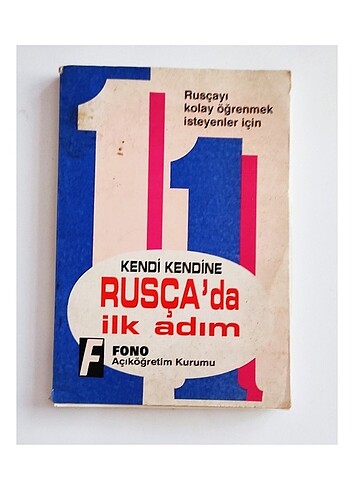 Rusçayı
kolay öğrenmek
isteyenler için
KENDİ KENDİNE
RUSÇA'da
ilk adım
F FONO
Açıköğretim Kurumu